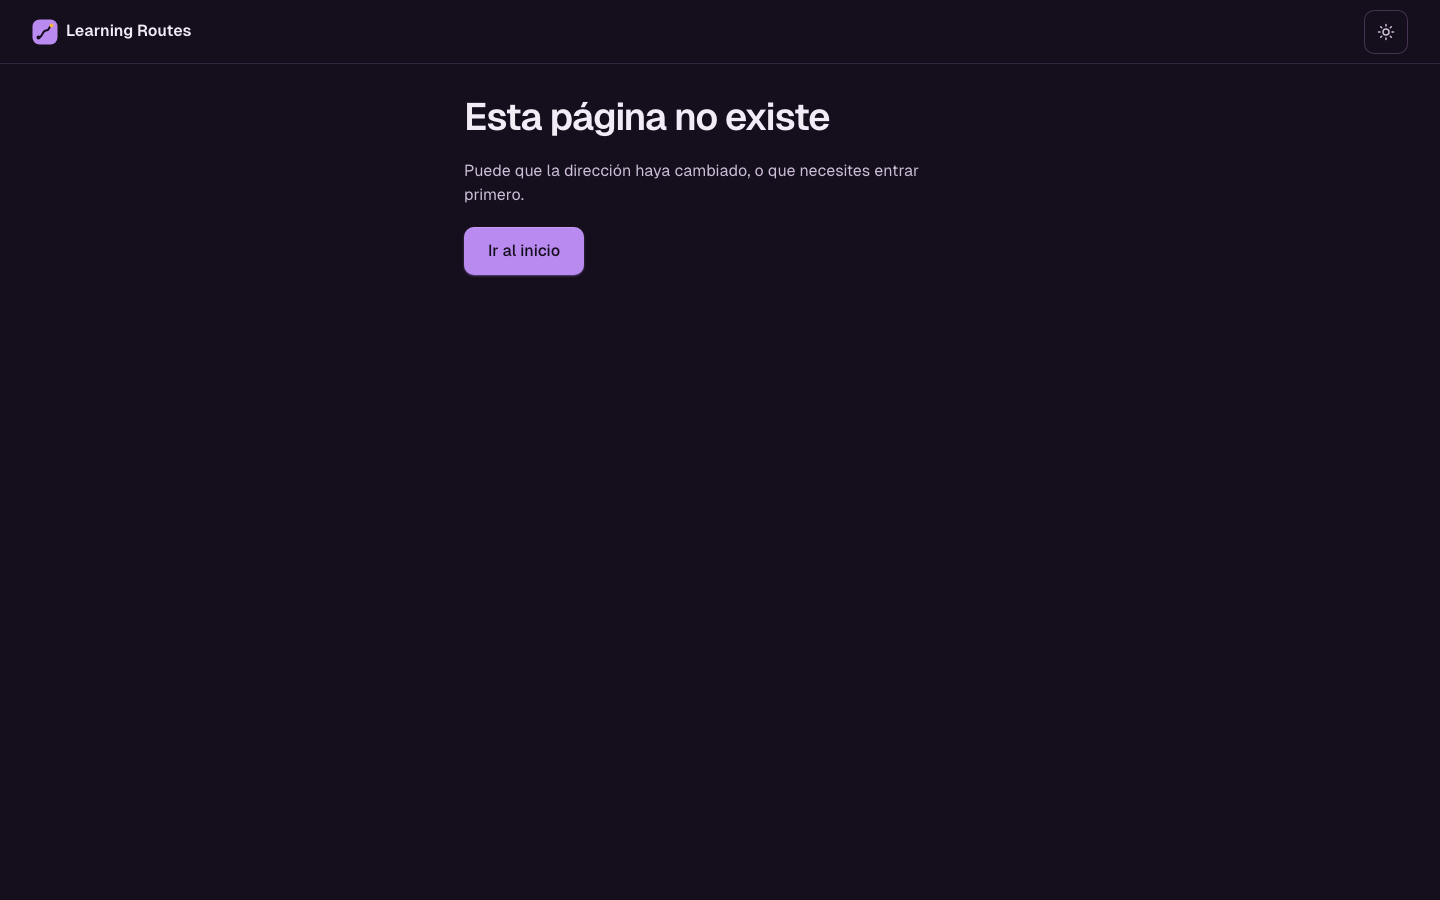 Learning Routes
Esta página no existe
Puede que la dirección haya cambiado, o que necesites entrar
primero.
Ir al inicio